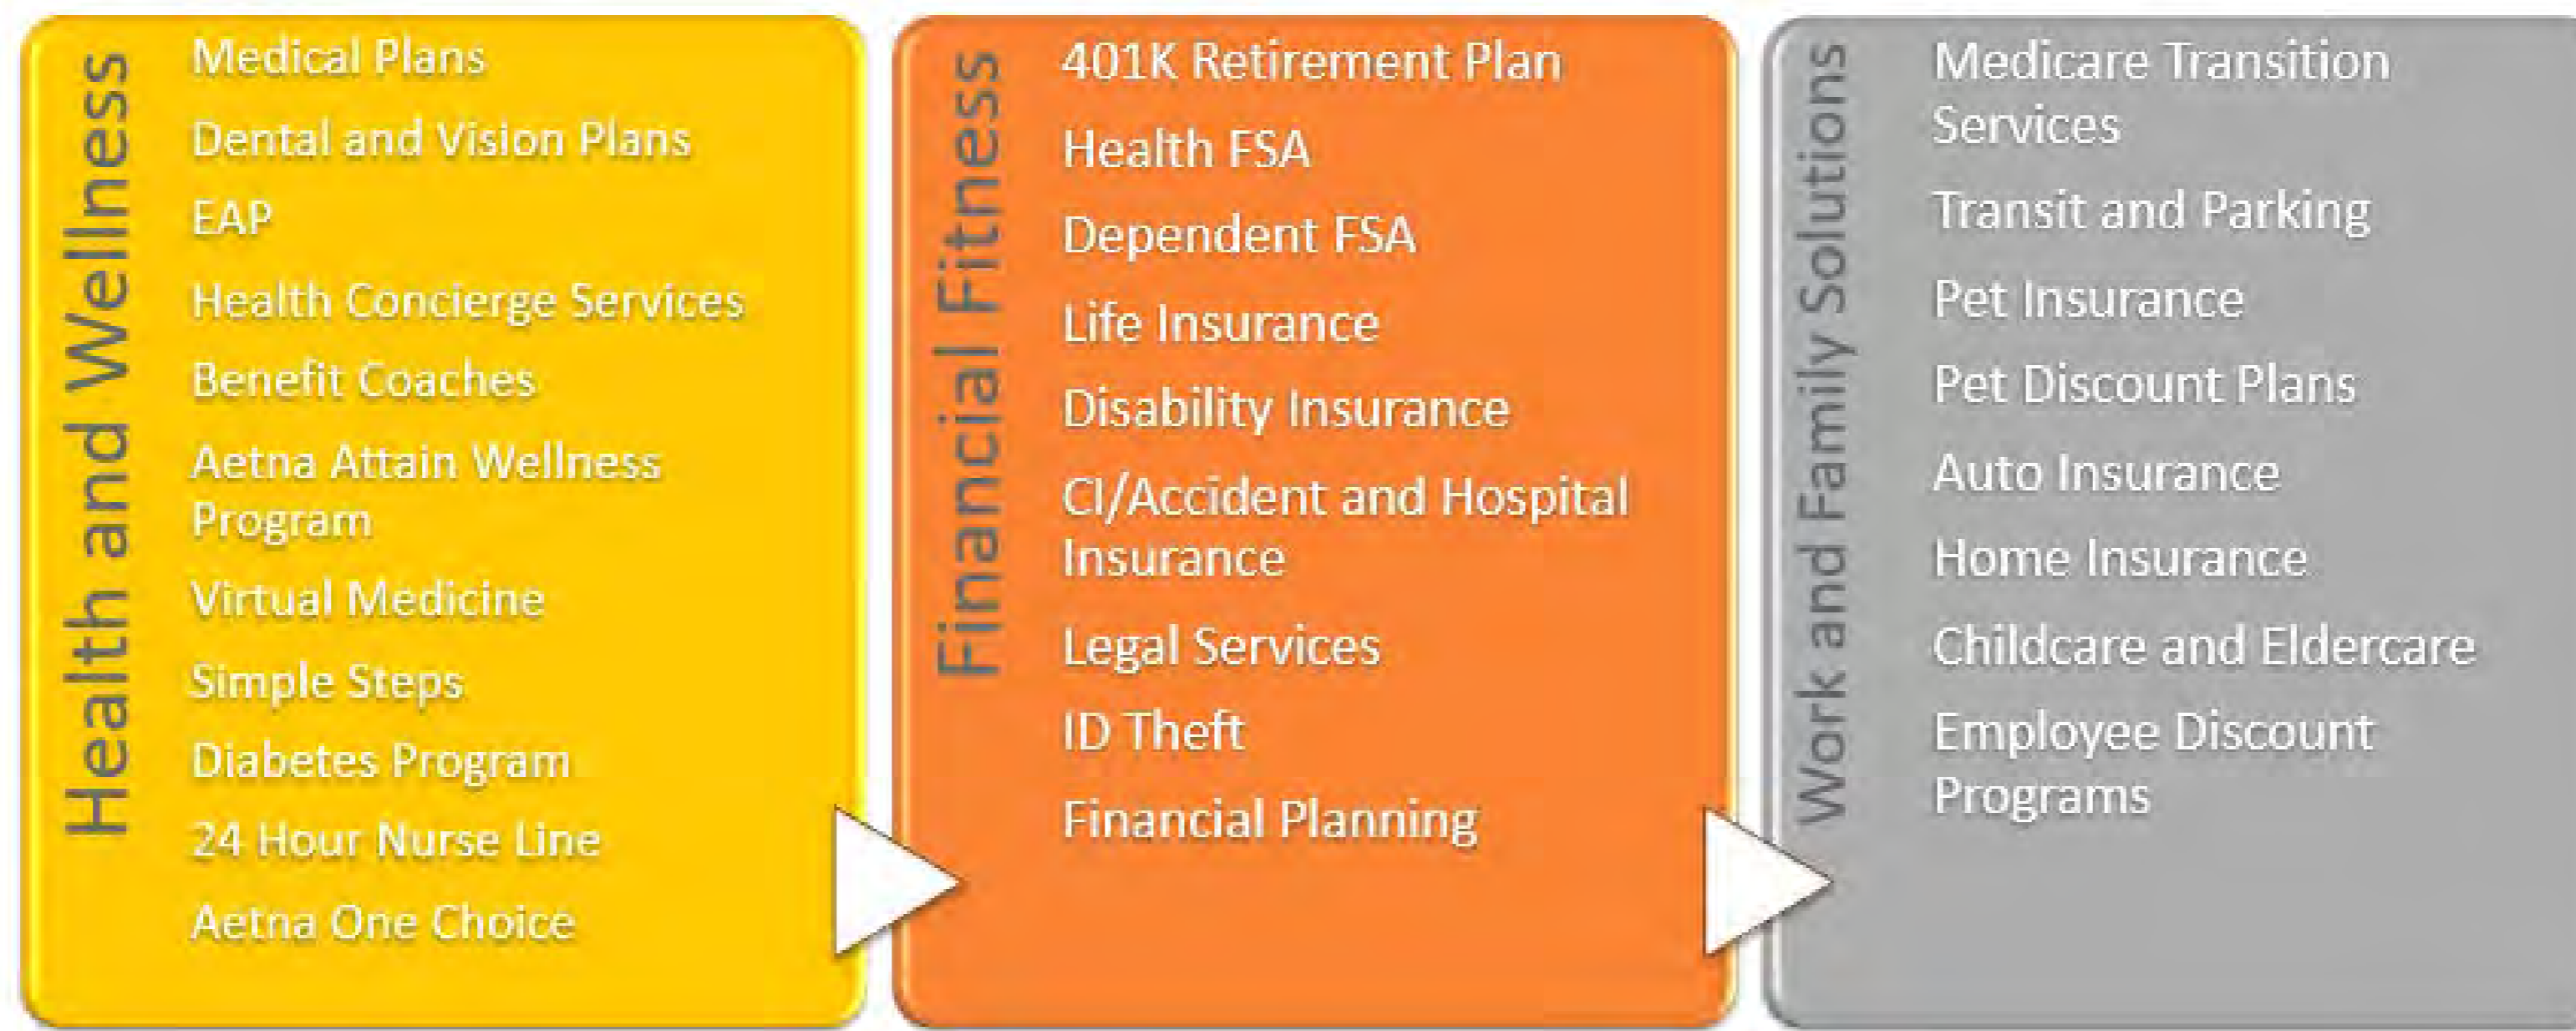 Health and Wellness
Medical Plans
Dental and Vision Plans
EAP
Health Concierge Services
Benefit Coaches
Aetna Attain Wellness
Program
Virtual Medicine
Simple Steps
Diabetes Program
24 Hour Nurse Line
Aetna One Choice
Financial Fitness
401K Retirement Plan
Health FSA
Dependent FSA
Life Insurance
Disability Insurance
CI/Accident and Hospital
Insurance
Legal Services
ID Theft
Financial Planning
Work and Family Solutions
Medicare Transition
Services
Transit and Parking
Pet Insurance
Pet Discount Plans
Auto Insurance
Home Insurance
Childcare and Eldercare
Employee Discount
Programs